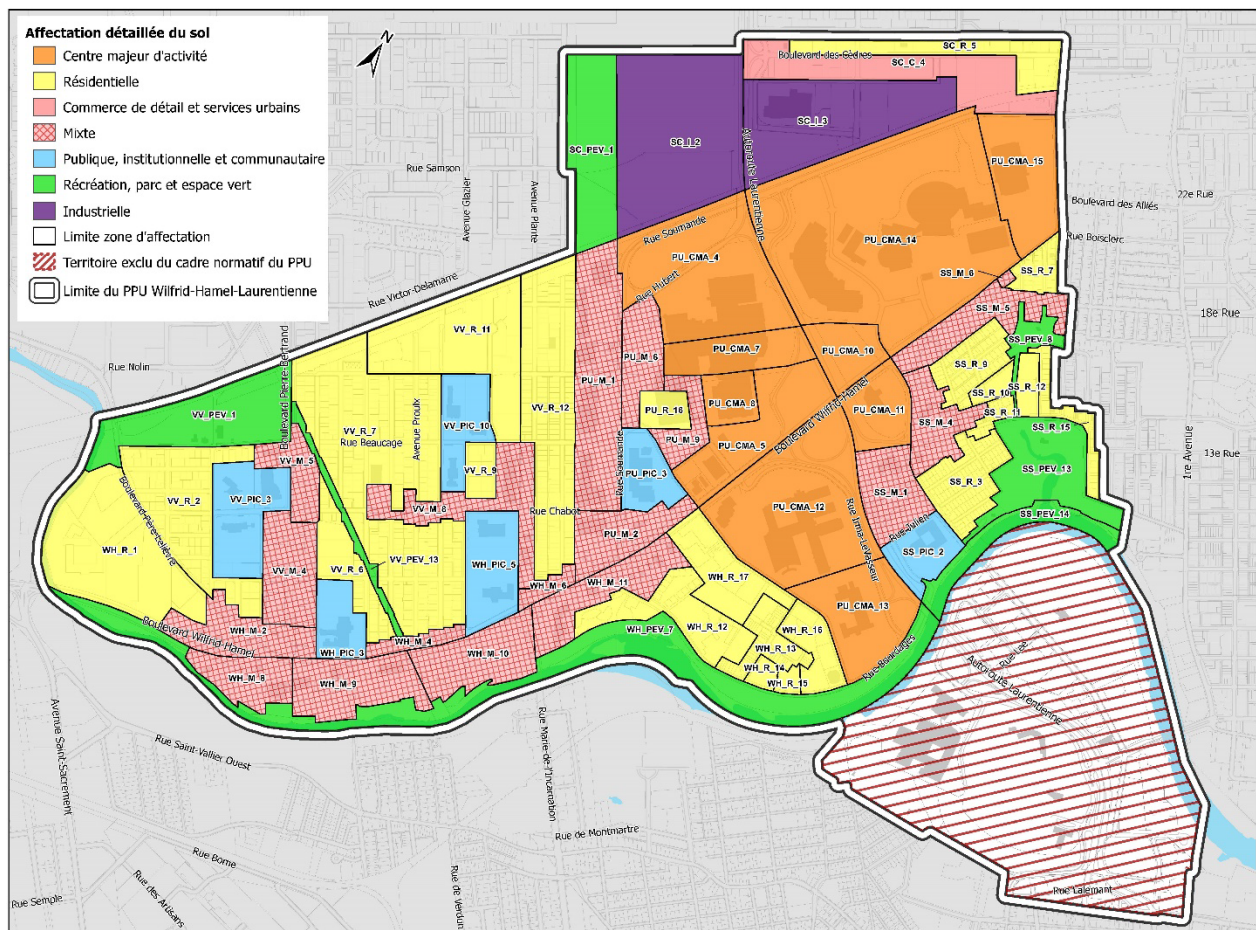 Affectation détaillée du sol
Centre majeur d'activité
Résidentielle
Commerce de détail et services urbains
Mixte
Publique, institutionnelle et communautaire
Récréation, parc et espace vert
Industrielle
Limite zone d'affectation
Territoire exclu du cadre normatif du PPU
Limite du PPU Wilfrid-Hamel-Laurentienne
SC_R_5
Boulevard des Cèdres
SC_C_4
SC_I_3
SC_I_2
SC_PEV_1
Autoroute Laurentienne
Rue Samson
Avenue Glazier
Avenue Plante
PU_CMA_15
22e Rue
Boulevard des Alliés
Rue Boisclerc
Rue Soumande
PU_CMA_14
PU_CMA_4
Rue Hubert
SS_M_6
SS_R_7
Rue Victor-Delamarre
18e Rue
SS_M_5
VV_R_11
SS_PEV_8
PU_CMA_7
PU_CMA_10
PU_M_6
Rue Nolin
Boulevard Pierre-Bertrand
PU_M_1
SS_R_9
SS_R_12
SS_R_10
VV_R_12
PU_CMA_8
PU_R_16
PU_CMA_11
SS_R_11
VV_PEV_1
VV_R_7
Avenue Proulx
VV_PIC_10
Rue Beaucage
PU_M_9
PU_CMA_5
Boulevard Wilfrid-Hamel
SS_M_4
SS_R_15
1re Avenue
13e Rue
Rue Soumande
VV_M_5
VV_R_9
PU_PIC_3
SS_PEV_13
SS_R_3
Boulevard Père-Lelièvre
VV_R_2
VV_PIC_3
SS_M_1
VV_M_8
Rue Chabot
PU_CMA_12
Rue Irma-LeVasseur
Rue Julien
SS_PEV_14
PU_M_2
WH_R_1
SS_PIC_2
VV_R_6
VV_PEV_13
WH_PIC_5
VV_M_4
WH_M_6
WH_M_11
WH_R_17
PU_CMA_13
WH_M_2
Boulevard Wilfrid-Hamel
WH_PIC_3
WH_M_4
WH_M_10
WH_PEV_7
WH_R_12
WH_R_16
WH_R_13
WH_R_14
WH_R_15
WH_M_8
WH_M_9
Rue Lee
Autoroute Laurentienne
Avenue Saint-Sacrement
Rue Saint-Vallier Ouest
Rue Marie-de-l'Incarnation
Rue de Montmartre
Rue Borne
Rue des Artisans
Rue de Verdun
Rue Semple
Rue Lalemant